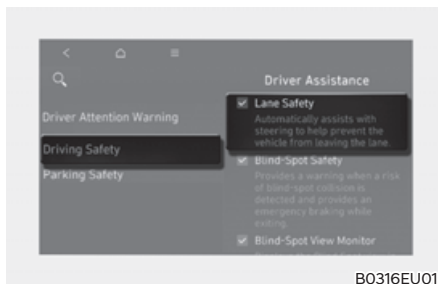 Driver Assistance
Driver Attention Warning
Driving Safety
Parking Safety
Lane Safety
Automatically assists with
steering to help prevent the
vehicle from leaving the lane.
Blind-Spot Safety
Provides a warning when a risk
of blind-spot collision is
detected and provides an
emergency braking while
exiting.
Blind-Spot View Monitor
B0316EU01